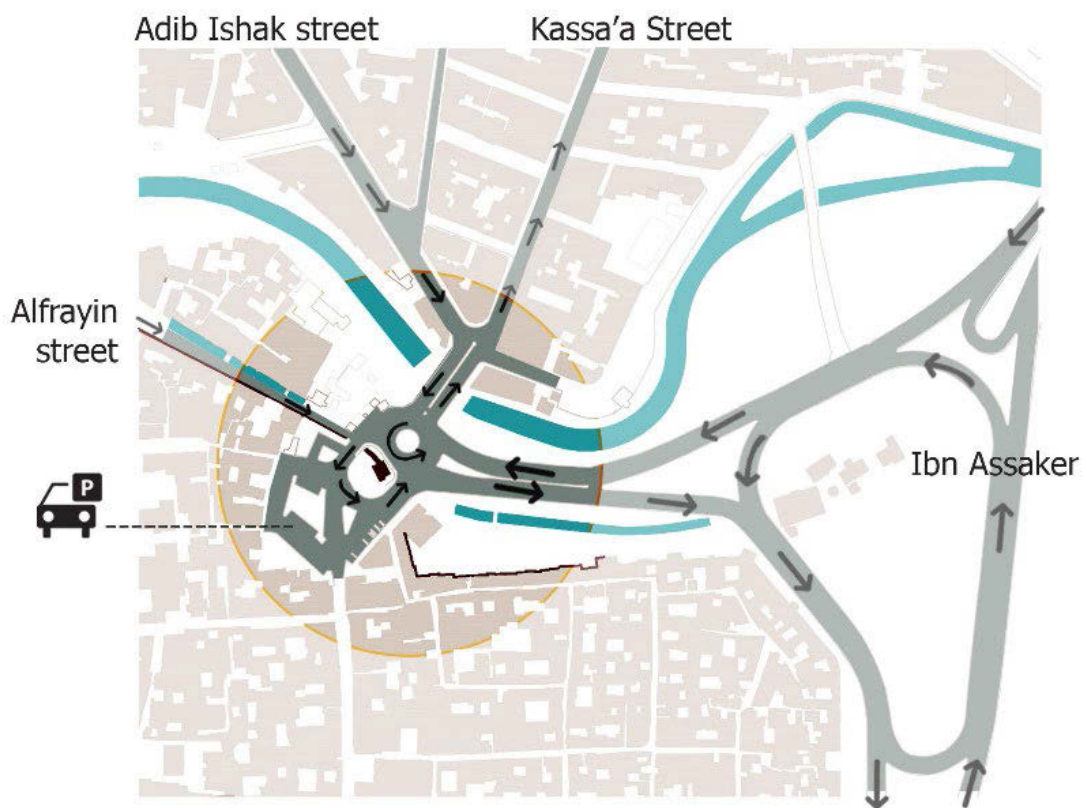 Adib Ishak street
Kassa’a Street
Alfrayin
street
P
Ibn Assaker